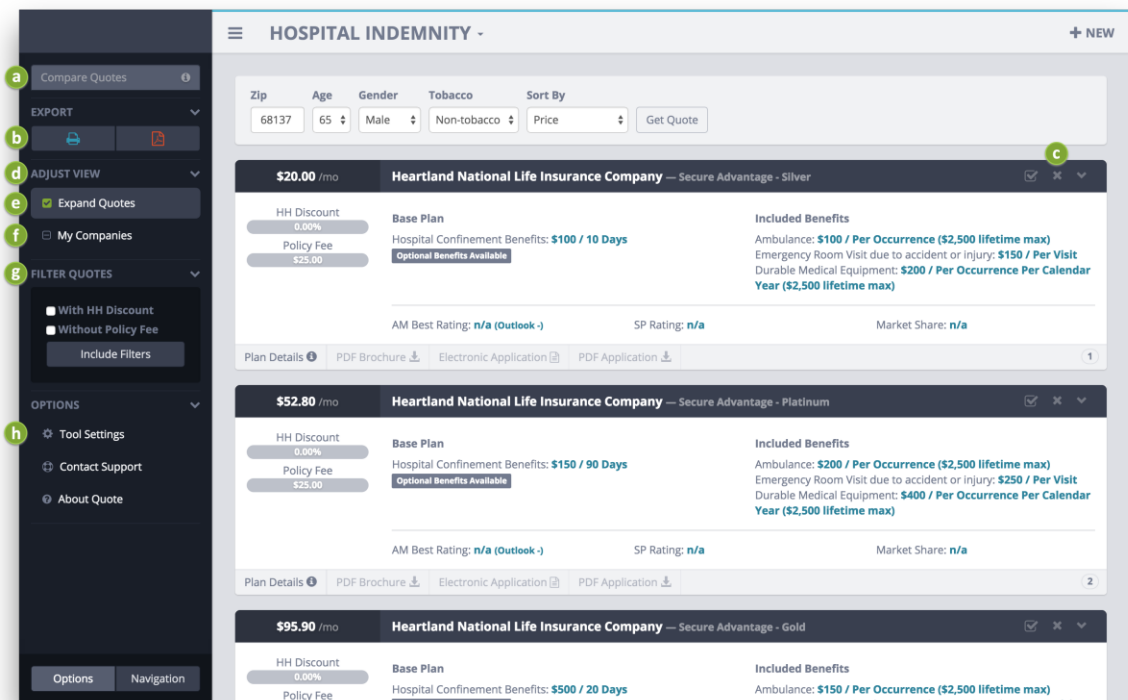 HOSPITAL INDEMNITY
+ NEW
a
Compare Quotes
EXPORT
b
d
ADJUST VIEW
e
Expand Quotes
f
My Companies
g
FILTER QUOTES
With HH Discount
Without Policy Fee
Include Filters
OPTIONS
h
Tool Settings
Contact Support
About Quote
Options
Navigation
Zip Age Gender Tobacco Sort By
68137 65 Male Non-tobacco Price Get Quote
c
$20.00 /mo Heartland National Life Insurance Company — Secure Advantage - Silver
HH Discount
0.00%
Policy Fee
$25.00
Base Plan
Hospital Confinement Benefits: $100 / 10 Days
Optional Benefits Available
Included Benefits
Ambulance: $100 / Per Occurrence ($2,500 lifetime max)
Emergency Room Visit due to accident or injury: $150 / Per Visit
Durable Medical Equipment: $200 / Per Occurrence Per Calendar
Year ($2,500 lifetime max)
AM Best Rating: n/a (Outlook -) SP Rating: n/a Market Share: n/a
Plan Details PDF Brochure Electronic Application PDF Application 1
$52.80 /mo Heartland National Life Insurance Company — Secure Advantage - Platinum
HH Discount
0.00%
Policy Fee
$25.00
Base Plan
Hospital Confinement Benefits: $150 / 90 Days
Optional Benefits Available
Included Benefits
Ambulance: $200 / Per Occurrence ($2,500 lifetime max)
Emergency Room Visit due to accident or injury: $250 / Per Visit
Durable Medical Equipment: $400 / Per Occurrence Per Calendar
Year ($2,500 lifetime max)
AM Best Rating: n/a (Outlook -) SP Rating: n/a Market Share: n/a
Plan Details PDF Brochure Electronic Application PDF Application 2
$95.90 /mo Heartland National Life Insurance Company — Secure Advantage - Gold
HH Discount
0.00%
Policy Fee
Base Plan
Hospital Confinement Benefits: $500 / 20 Days
Included Benefits
Ambulance: $150 / Per Occurrence ($2,500 lifetime max)